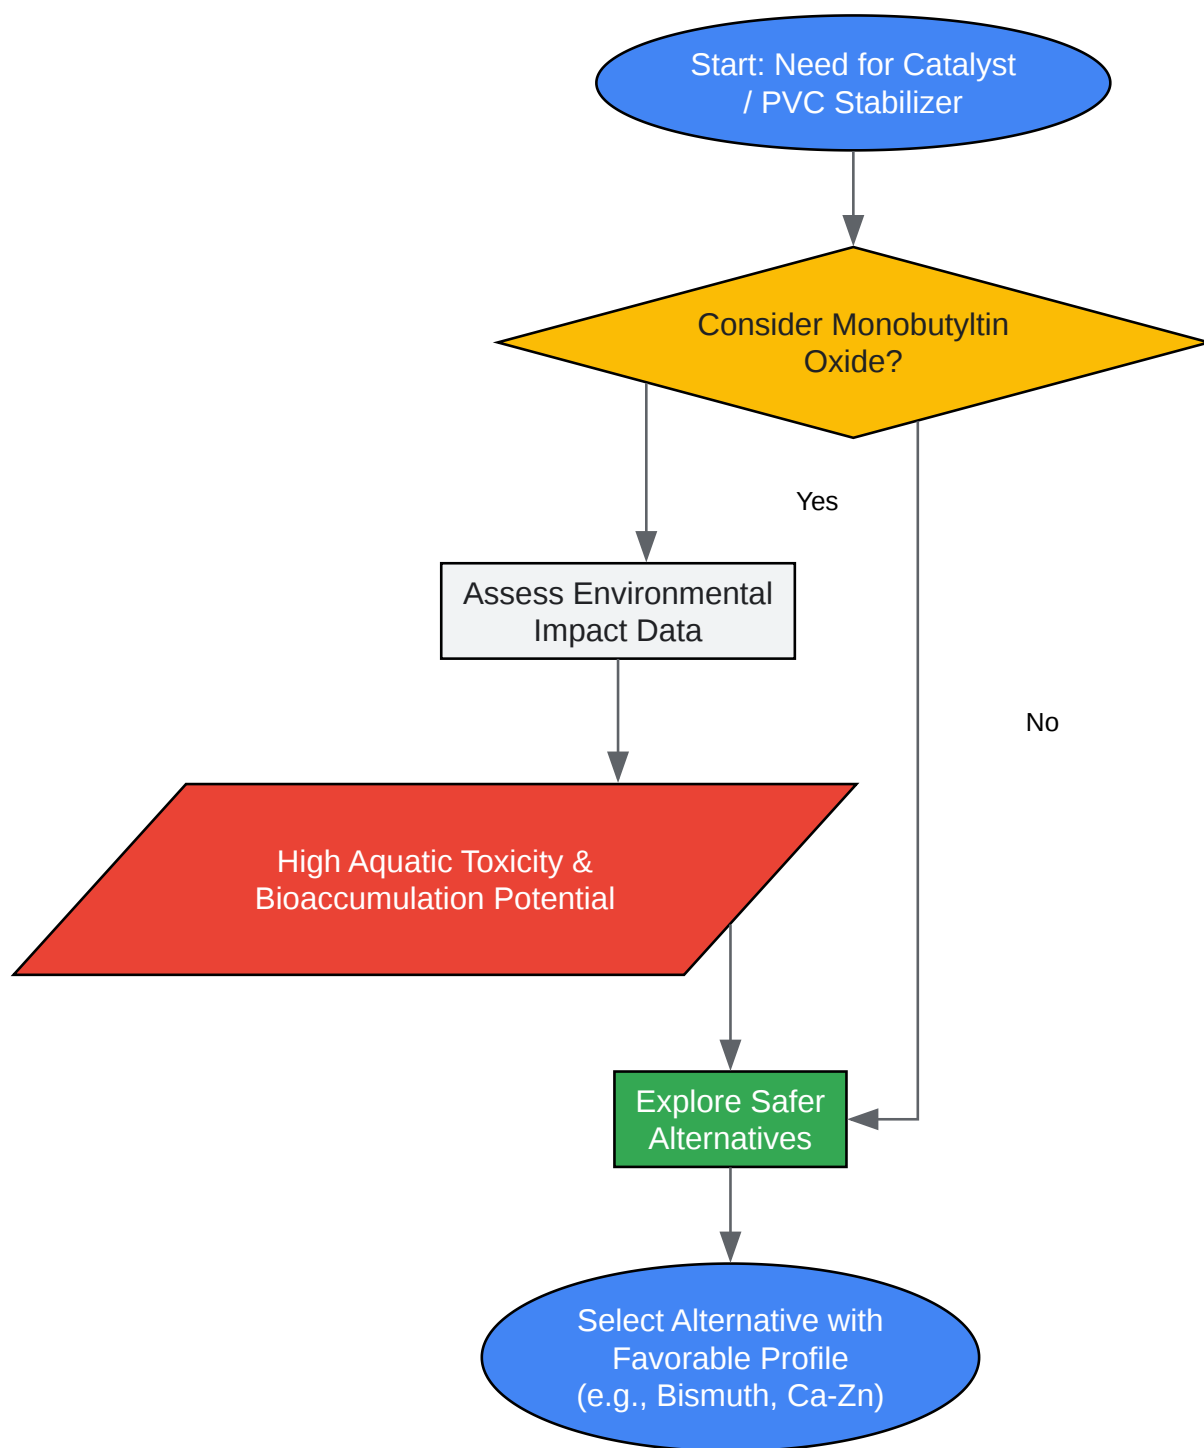 Start: Need for Catalyst
/ PVC Stabilizer
Consider Monobutyltin
Oxide?
Yes
Assess Environmental
Impact Data
No
High Aquatic Toxicity &
Bioaccumulation Potential
Explore Safer
Alternatives
Select Alternative with
Favorable Profile
(e.g., Bismuth, Ca-Zn)